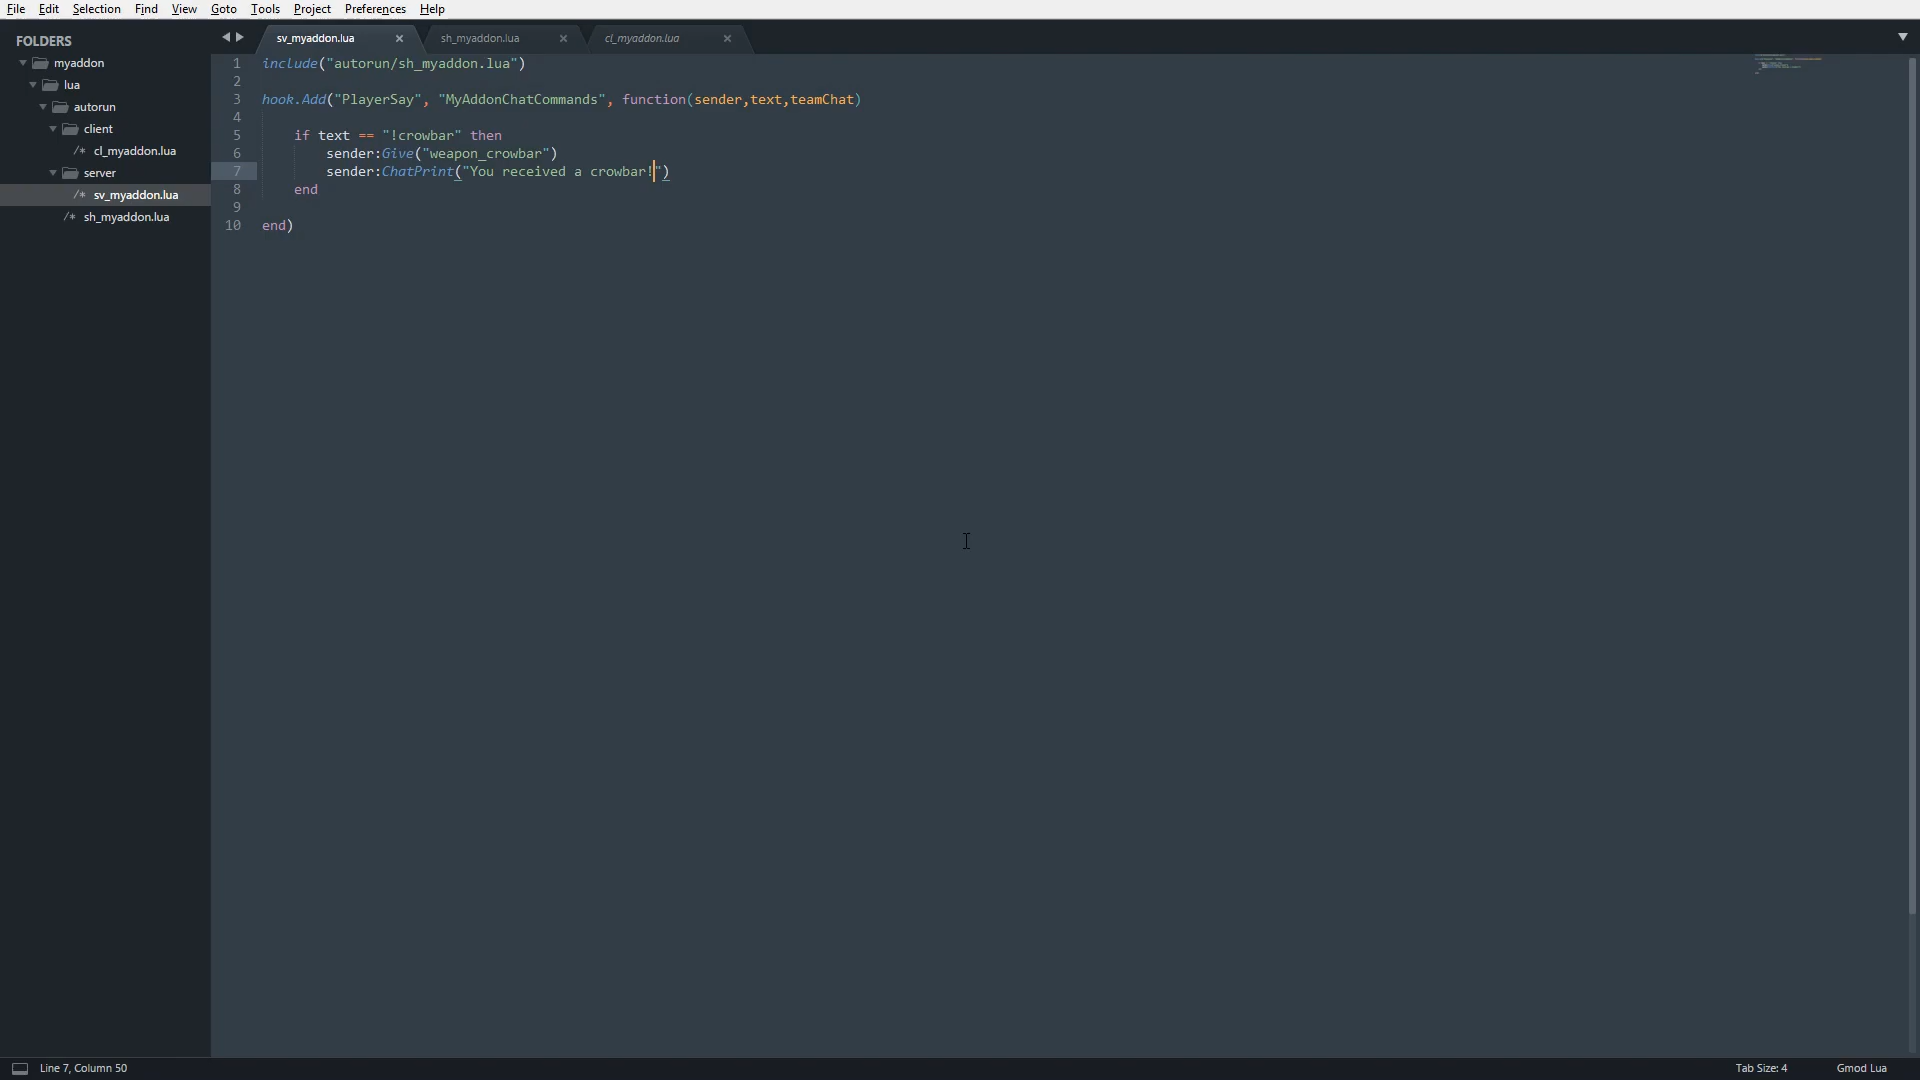 File Edit Selection Find View Goto Tools Project Preferences Help
FOLDERS
myaddon
lua
autorun
client
/* cl_myaddon.lua
server
/* sv_myaddon.lua
/* sh_myaddon.lua
sv_myaddon.lua × sh_myaddon.lua × cl_myaddon.lua ×
1 include("autorun/sh_myaddon.lua")
2
3 hook.Add("PlayerSay", "MyAddonChatCommands", function(sender,text,teamChat)
4
5 if text == "!crowbar" then
6 sender:Give("weapon_crowbar")
7 sender:ChatPrint("You received a crowbar!")
8 end
9
10 end)
Line 7, Column 50
Tab Size: 4
Gmod Lua